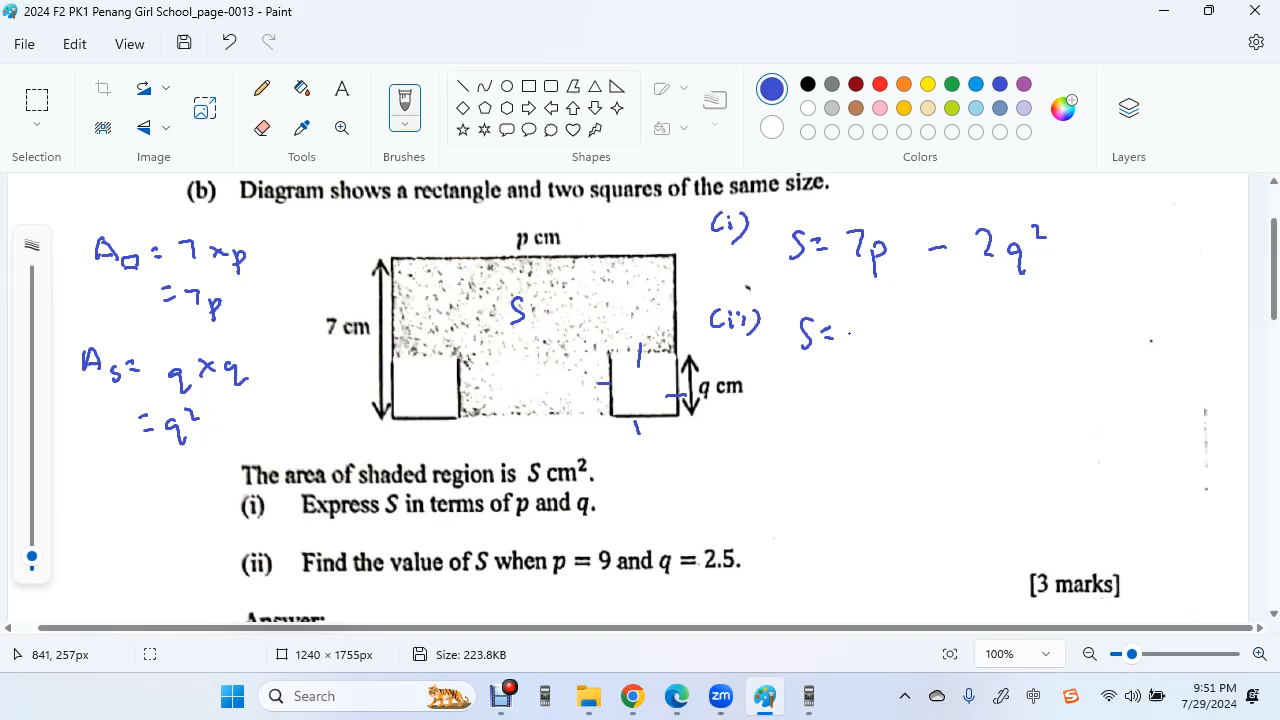 2024 F2 PK1 Penang Girl School_page-0013 - Paint
File Edit View
Selection Image Tools Brushes Shapes Colors Layers
(b) Diagram shows a rectangle and two squares of the same size.
p cm
7 cm
S
q cm
A□ = 7 × p
= 7p
A s = q × q
= q²
(i) S = 7p - 2q²
(ii) S =
The area of shaded region is S cm².
(i) Express S in terms of p and q.
(ii) Find the value of S when p = 9 and q = 2.5.
[3 marks]
Answer:
841, 257px 1240 × 1755px Size: 223.8KB 100%
Search
zm
中
9:51 PM
7/29/2024